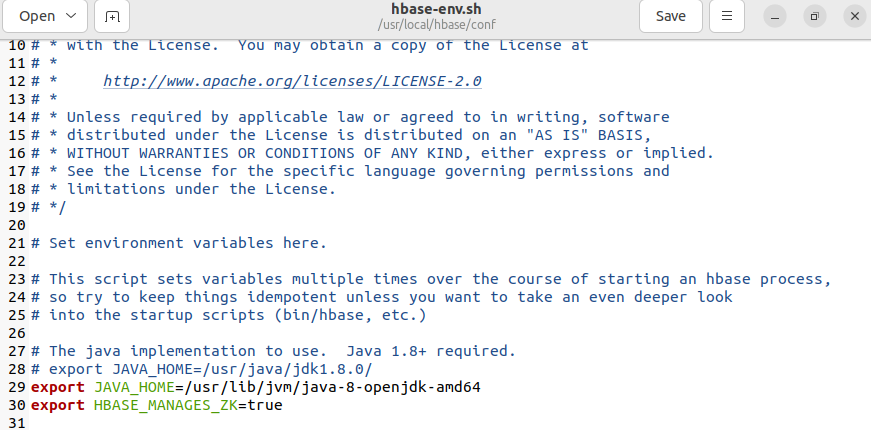 Open
hbase-env.sh
/usr/local/hbase/conf
Save
10 # * with the License.  You may obtain a copy of the License at
11 # *
12 # *     http://www.apache.org/licenses/LICENSE-2.0
13 # *
14 # * Unless required by applicable law or agreed to in writing, software
15 # * distributed under the License is distributed on an "AS IS" BASIS,
16 # * WITHOUT WARRANTIES OR CONDITIONS OF ANY KIND, either express or implied.
17 # * See the License for the specific language governing permissions and
18 # * limitations under the License.
19 # */
20
21 # Set environment variables here.
22
23 # This script sets variables multiple times over the course of starting an hbase process,
24 # so try to keep things idempotent unless you want to take an even deeper look
25 # into the startup scripts (bin/hbase, etc.)
26
27 # The java implementation to use.  Java 1.8+ required.
28 # export JAVA_HOME=/usr/java/jdk1.8.0/
29 export JAVA_HOME=/usr/lib/jvm/java-8-openjdk-amd64
30 export HBASE_MANAGES_ZK=true
31